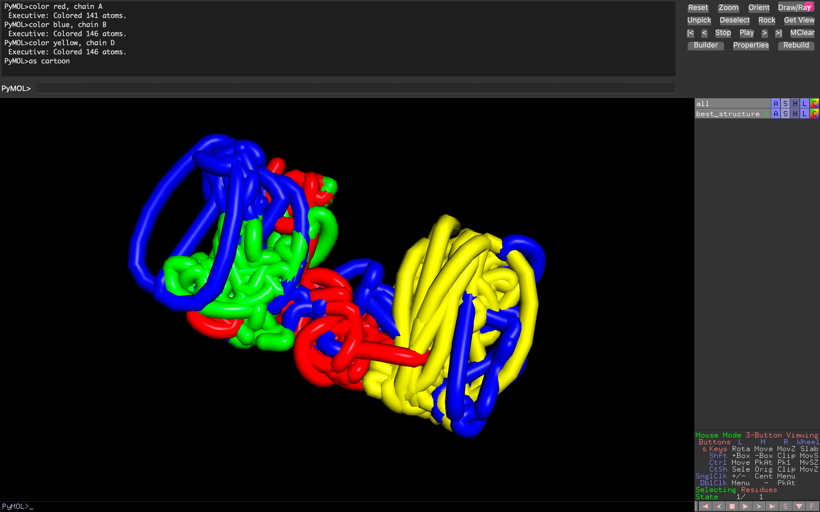 PyMOL>color red, chain A
Executive: Colored 141 atoms.
PyMOL>color blue, chain B
Executive: Colored 146 atoms.
PyMOL>color yellow, chain D
Executive: Colored 146 atoms.
PyMOL>as cartoon
PyMOL>
Reset Zoom Orient Draw/Ray
Unpick Deselect Rock Get View
|< < Stop Play > >| MClear
Builder Properties Rebuild
all A S H L C
best_structure A S H L C
Mouse Mode 3-Button Viewing
Buttons L M R Wheel
& Keys Rota Move MovZ Slab
Shft +Box -Box Clip MovS
Ctrl Move PkAt Pk1 MvSZ
CtSh Sele Orig Clip MovZ
SnglClk +/- Cent Menu
DblClk Menu - PkAt
Selecting Residues
State 1/ 1
PyMOL>_
S F